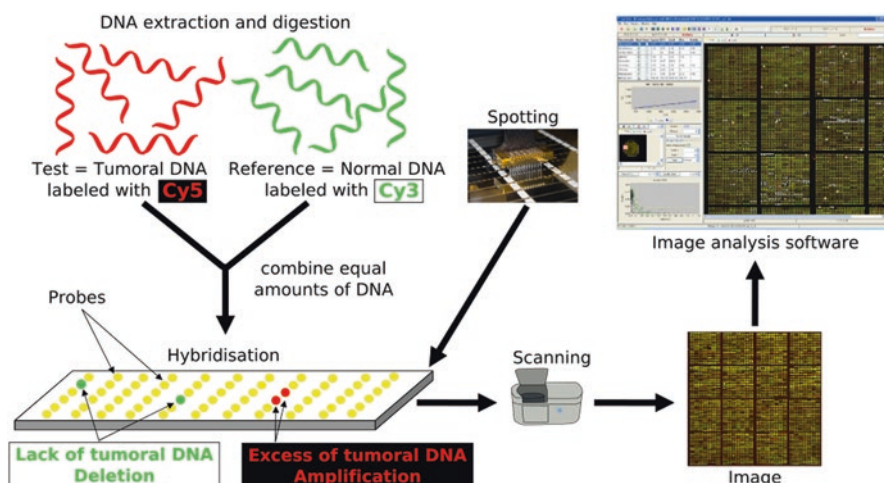 DNA extraction and digestion
Test = Tumoral DNA
labeled with Cy5
Reference = Normal DNA
labeled with Cy3
Spotting
Image analysis software
combine equal
amounts of DNA
Probes
Hybridisation
Scanning
Lack of tumoral DNA
Deletion
Excess of tumoral DNA
Amplification
Image